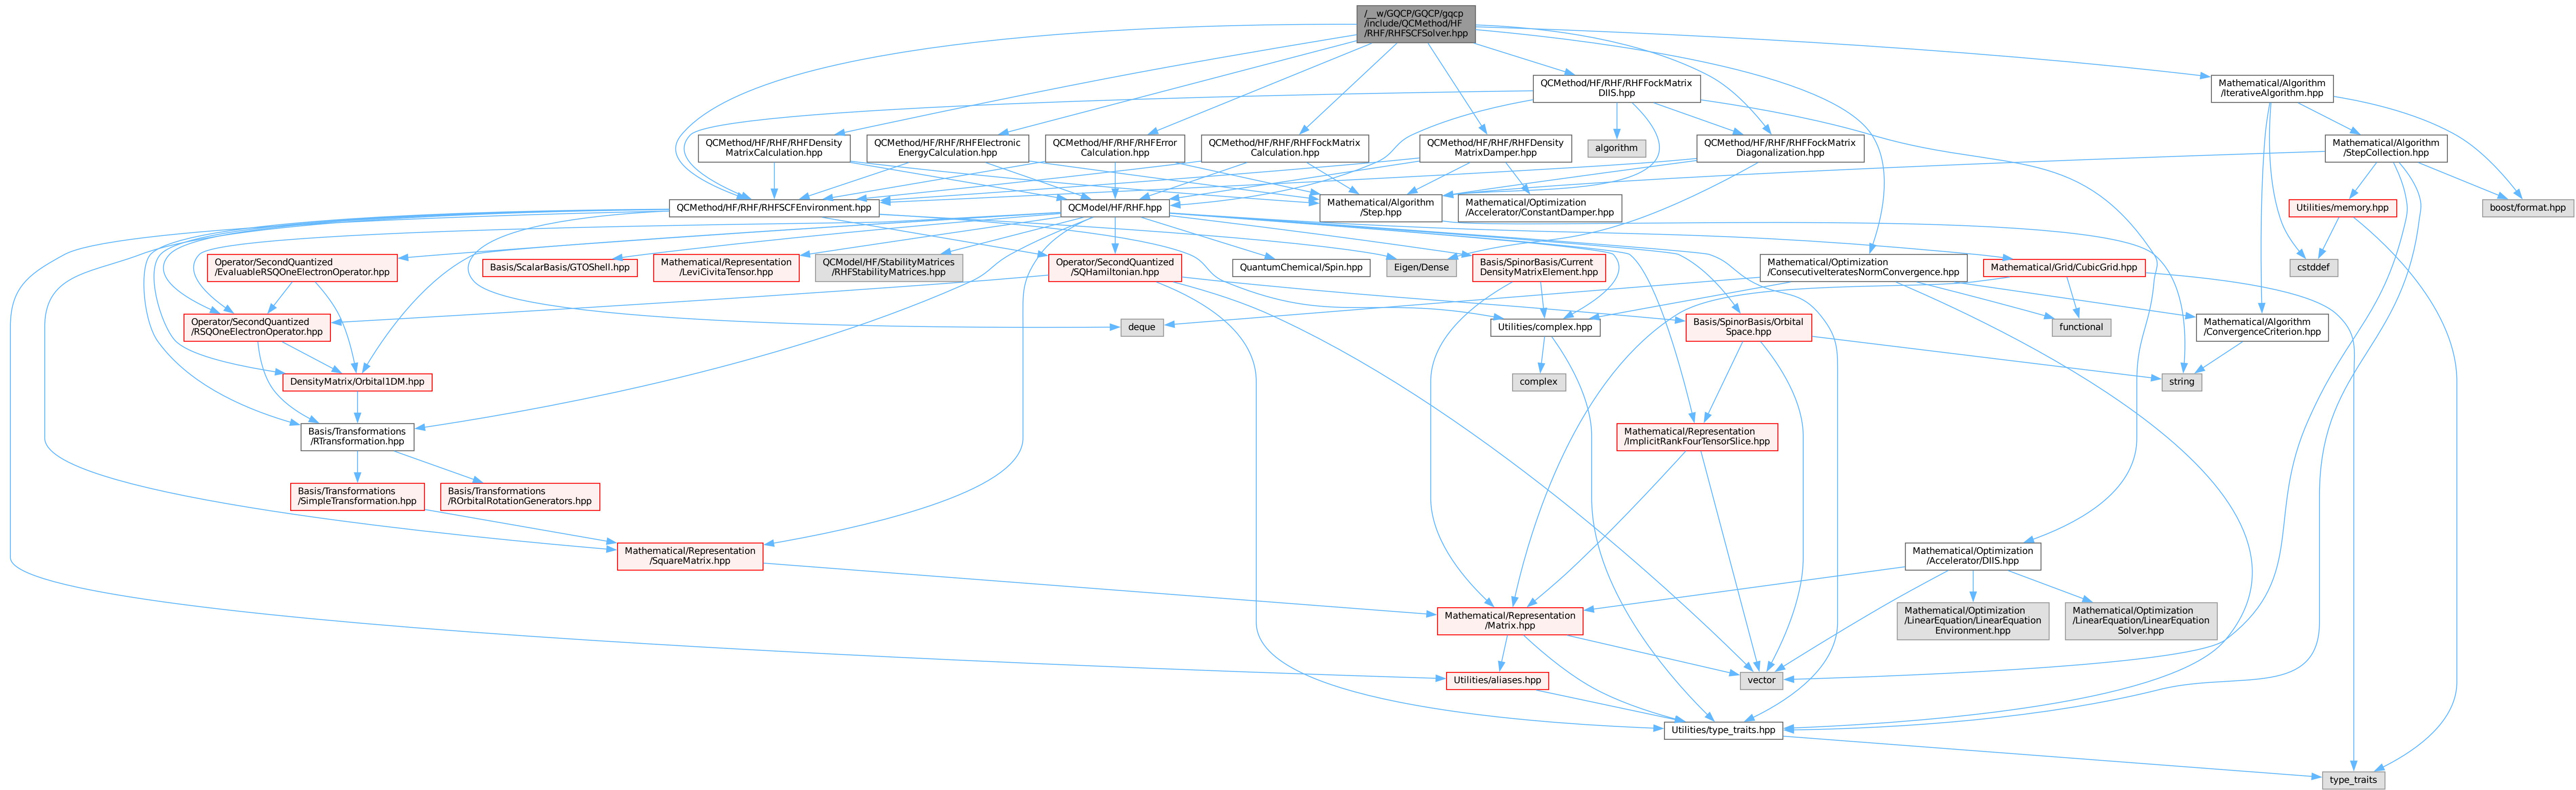 /__w/GQCP/GQCP/gqcp
/include/QCMethod/HF
/RHF/RHFSCFSolver.hpp
QCMethod/HF/RHF/RHFFockMatrix
DIIS.hpp
Mathematical/Algorithm
/IterativeAlgorithm.hpp
QCMethod/HF/RHF/RHFDensity
MatrixCalculation.hpp
QCMethod/HF/RHF/RHFElectronic
EnergyCalculation.hpp
QCMethod/HF/RHF/RHFError
Calculation.hpp
QCMethod/HF/RHF/RHFFockMatrix
Calculation.hpp
QCMethod/HF/RHF/RHFDensity
MatrixDamper.hpp
algorithm
QCMethod/HF/RHF/RHFFockMatrix
Diagonalization.hpp
Mathematical/Algorithm
/StepCollection.hpp
QCMethod/HF/RHF/RHFSCFEnvironment.hpp
QCModel/HF/RHF.hpp
Mathematical/Algorithm
/Step.hpp
Mathematical/Optimization
/Accelerator/ConstantDamper.hpp
Utilities/memory.hpp
boost/format.hpp
Operator/SecondQuantized
/EvaluableRSQOneElectronOperator.hpp
Basis/ScalarBasis/GTOShell.hpp
Mathematical/Representation
/LeviCivitaTensor.hpp
QCModel/HF/StabilityMatrices
/RHFStabilityMatrices.hpp
Operator/SecondQuantized
/SQHamiltonian.hpp
QuantumChemical/Spin.hpp
Basis/SpinorBasis/Current
DensityMatrixElement.hpp
Eigen/Dense
Mathematical/Optimization
/ConsecutiveIteratesNormConvergence.hpp
Mathematical/Grid/CubicGrid.hpp
cstddef
Operator/SecondQuantized
/RSQOneElectronOperator.hpp
deque
Utilities/complex.hpp
Basis/SpinorBasis/Orbital
Space.hpp
functional
Mathematical/Algorithm
/ConvergenceCriterion.hpp
DensityMatrix/Orbital1DM.hpp
complex
string
Basis/Transformations
/RTransformation.hpp
Mathematical/Representation
/ImplicitRankFourTensorSlice.hpp
Basis/Transformations
/SimpleTransformation.hpp
Basis/Transformations
/ROrbitalRotationGenerators.hpp
Mathematical/Representation
/SquareMatrix.hpp
Mathematical/Optimization
/Accelerator/DIIS.hpp
Mathematical/Representation
/Matrix.hpp
Mathematical/Optimization
/LinearEquation/LinearEquation
Environment.hpp
Mathematical/Optimization
/LinearEquation/LinearEquation
Solver.hpp
Utilities/aliases.hpp
vector
Utilities/type_traits.hpp
type_traits